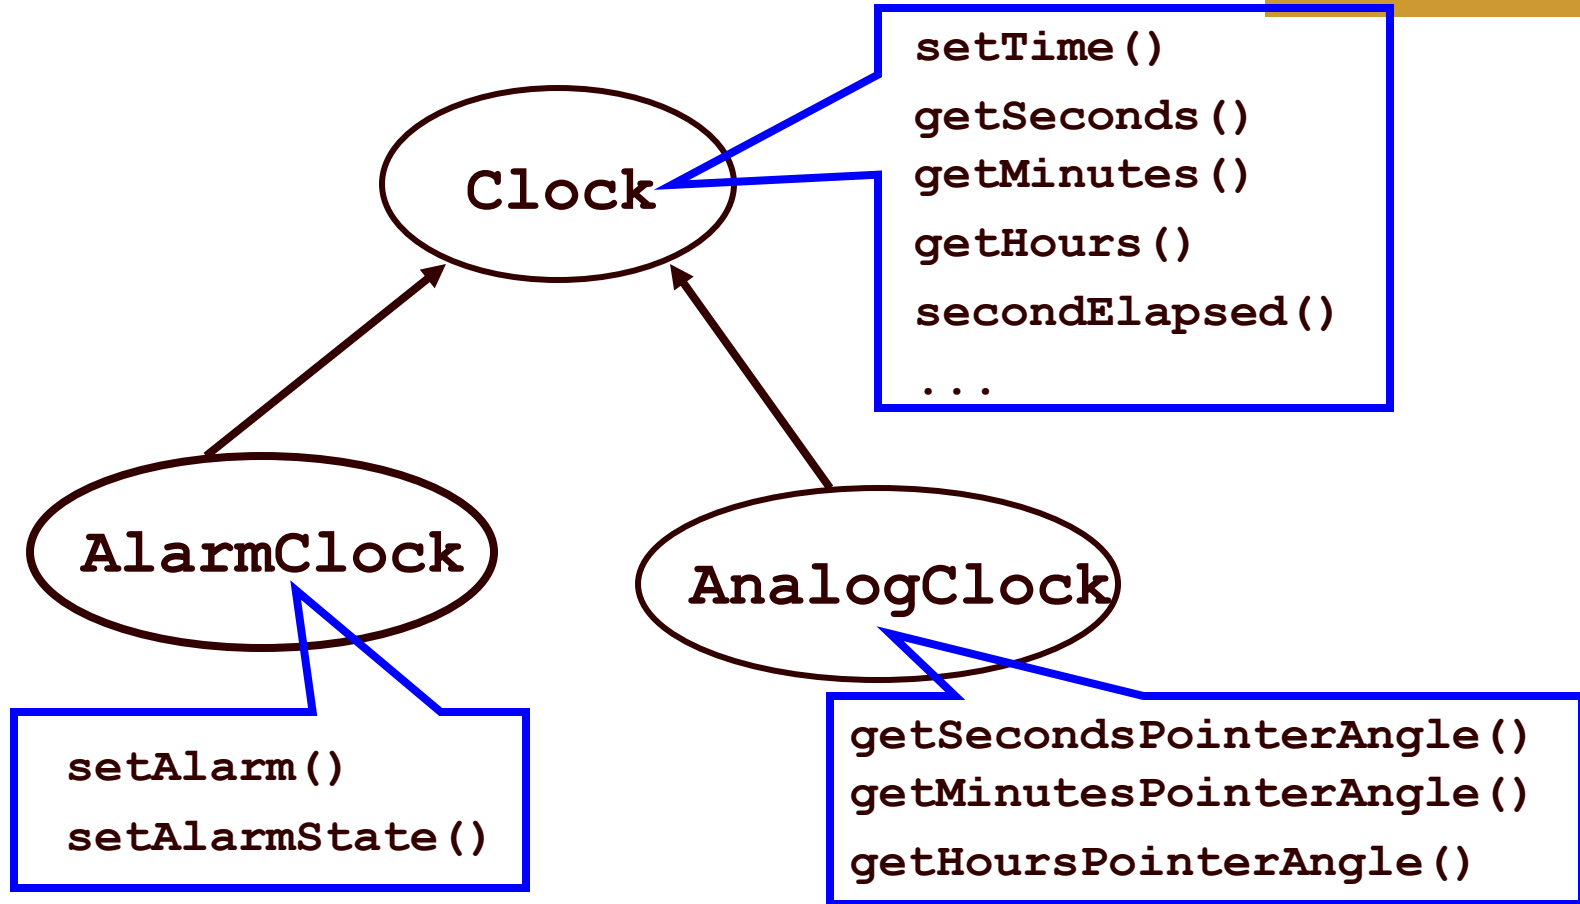 Clock
setTime()
getSeconds()
getMinutes()
getHours()
secondElapsed()
...
AlarmClock
setAlarm()
setAlarmState()
AnalogClock
getSecondsPointerAngle()
getMinutesPointerAngle()
getHoursPointerAngle()